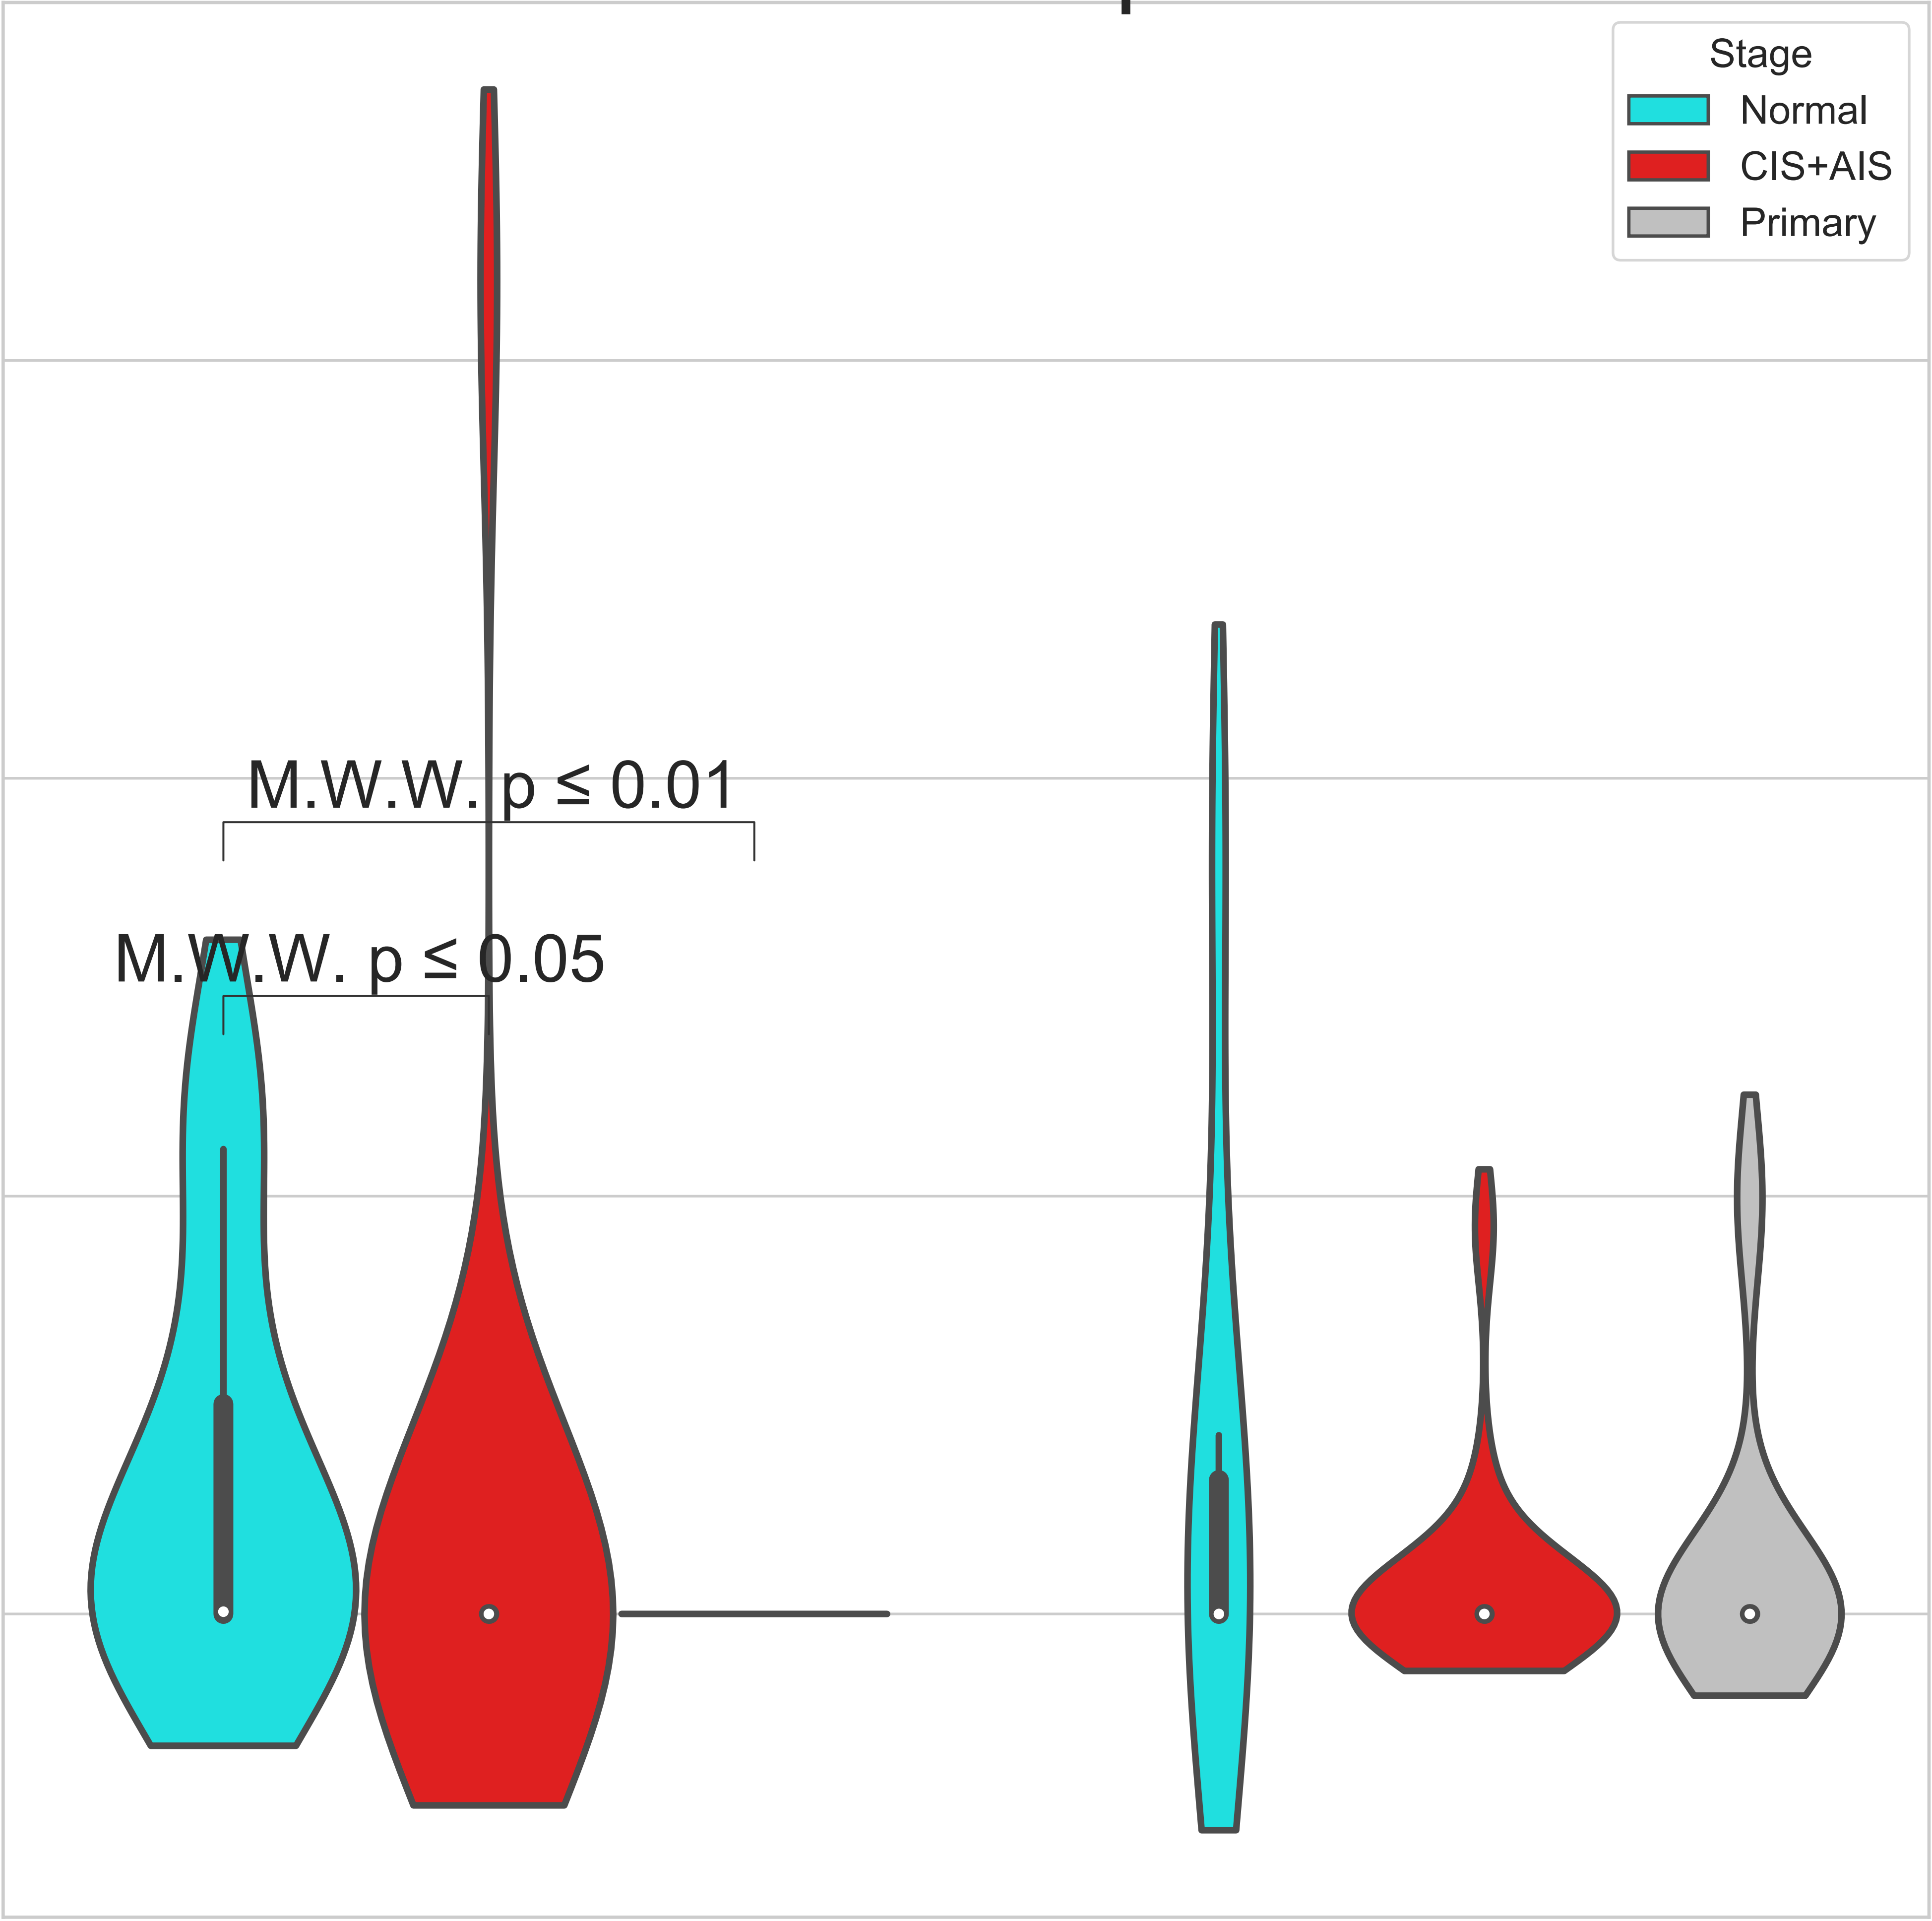 Stage
Normal
CIS+AIS
Primary
M.W.W. p ≤ 0.01
M.W.W. p ≤ 0.05